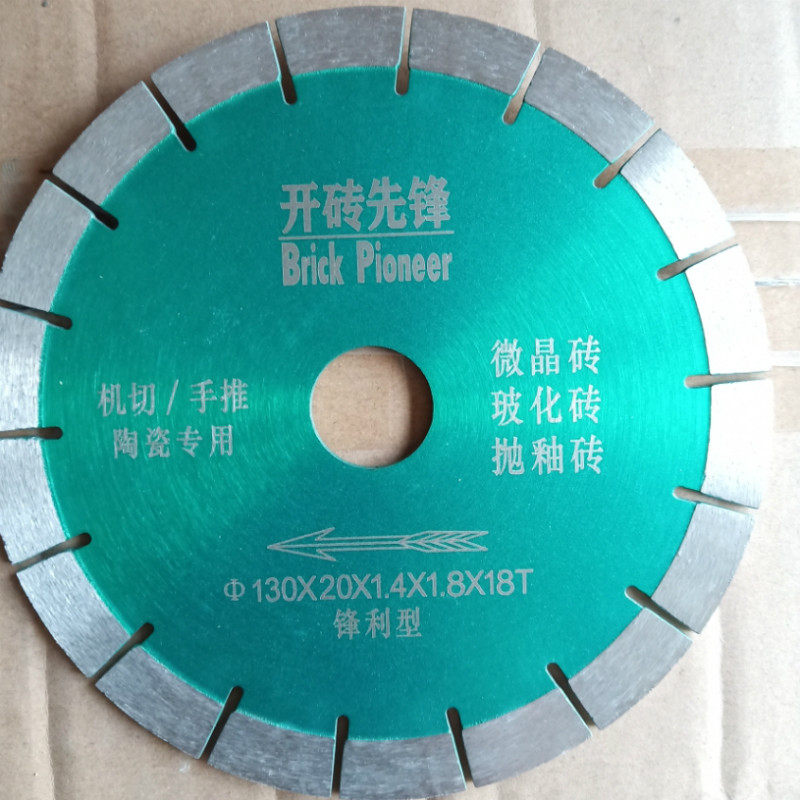 开砖先锋
Brick Pioneer
机切/手推
陶瓷专用
微晶砖
玻化砖
抛釉砖
Φ130X20X1.4X1.8X18T
锋利型